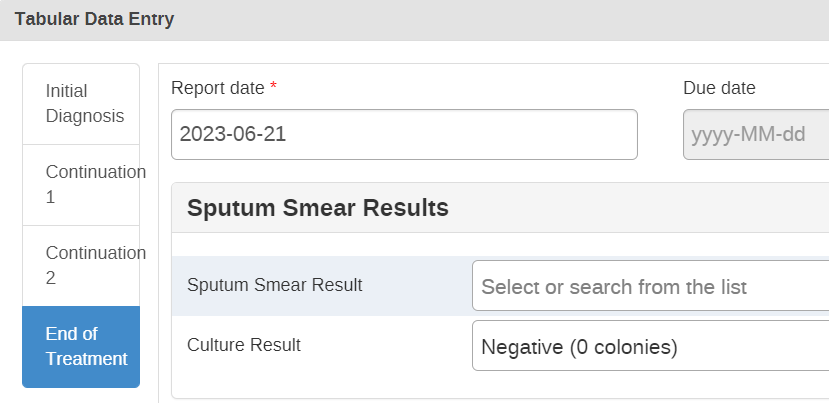 Tabular Data Entry
Initial
Diagnosis
Continuation
1
Continuation
2
End of
Treatment
Report date *
2023-06-21
Due date
yyyy-MM-dd
Sputum Smear Results
Sputum Smear Result
Select or search from the list
Culture Result
Negative (0 colonies)